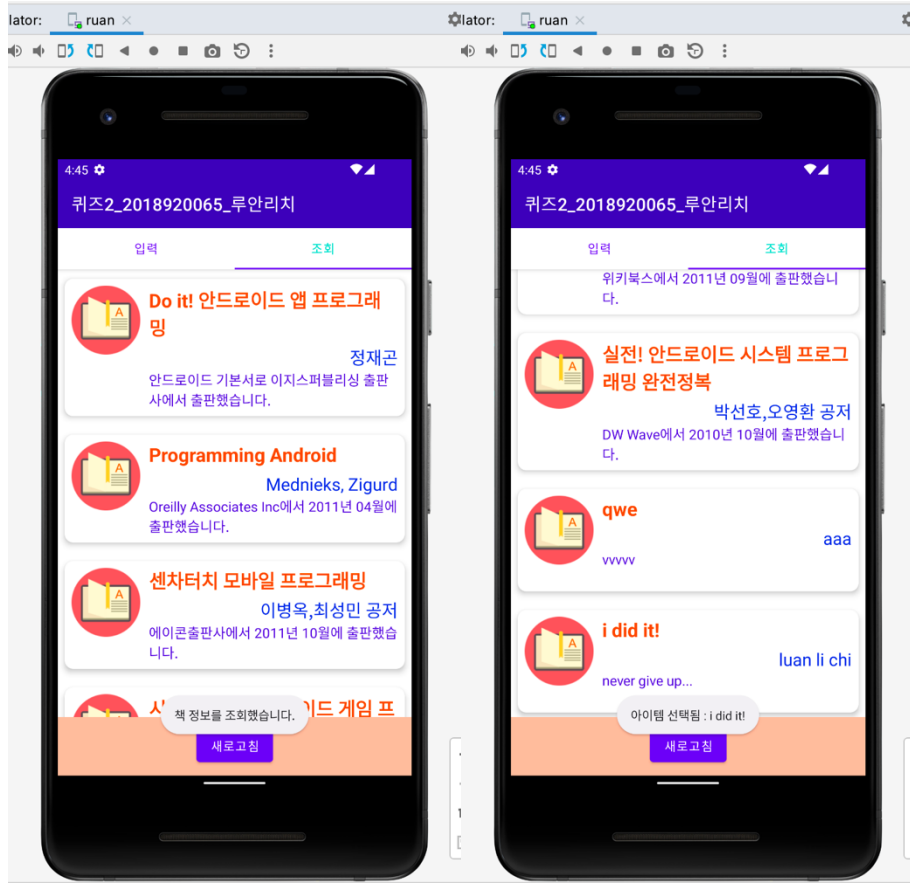 lator:
ruan
4:45
퀴즈2_2018920065_루안리치
입력
조회
Do it! 안드로이드 앱 프로그래
밍
정재곤
안드로이드 기본서로 이지스퍼블리싱 출판
사에서 출판했습니다.
Programming Android
Mednieks, Zigurd
Oreilly Associates Inc에서 2011년 04월에
출판했습니다.
센차터치 모바일 프로그래밍
이병옥,최성민 공저
에이콘출판사에서 2011년 10월에 출판했습
니다.
이드 게임 프
책 정보를 조회했습니다.
새로고침
lator:
ruan
4:45
퀴즈2_2018920065_루안리치
입력
조회
위키북스에서 2011년 09월에 출판했습니
다.
실전! 안드로이드 시스템 프로그
래밍 완전정복
박선호,오영환 공저
DW Wave에서 2010년 10월에 출판했습니
다.
qwe
aaa
vvvvv
i did it!
luan li chi
never give up...
아이템 선택됨 : i did it!
새로고침